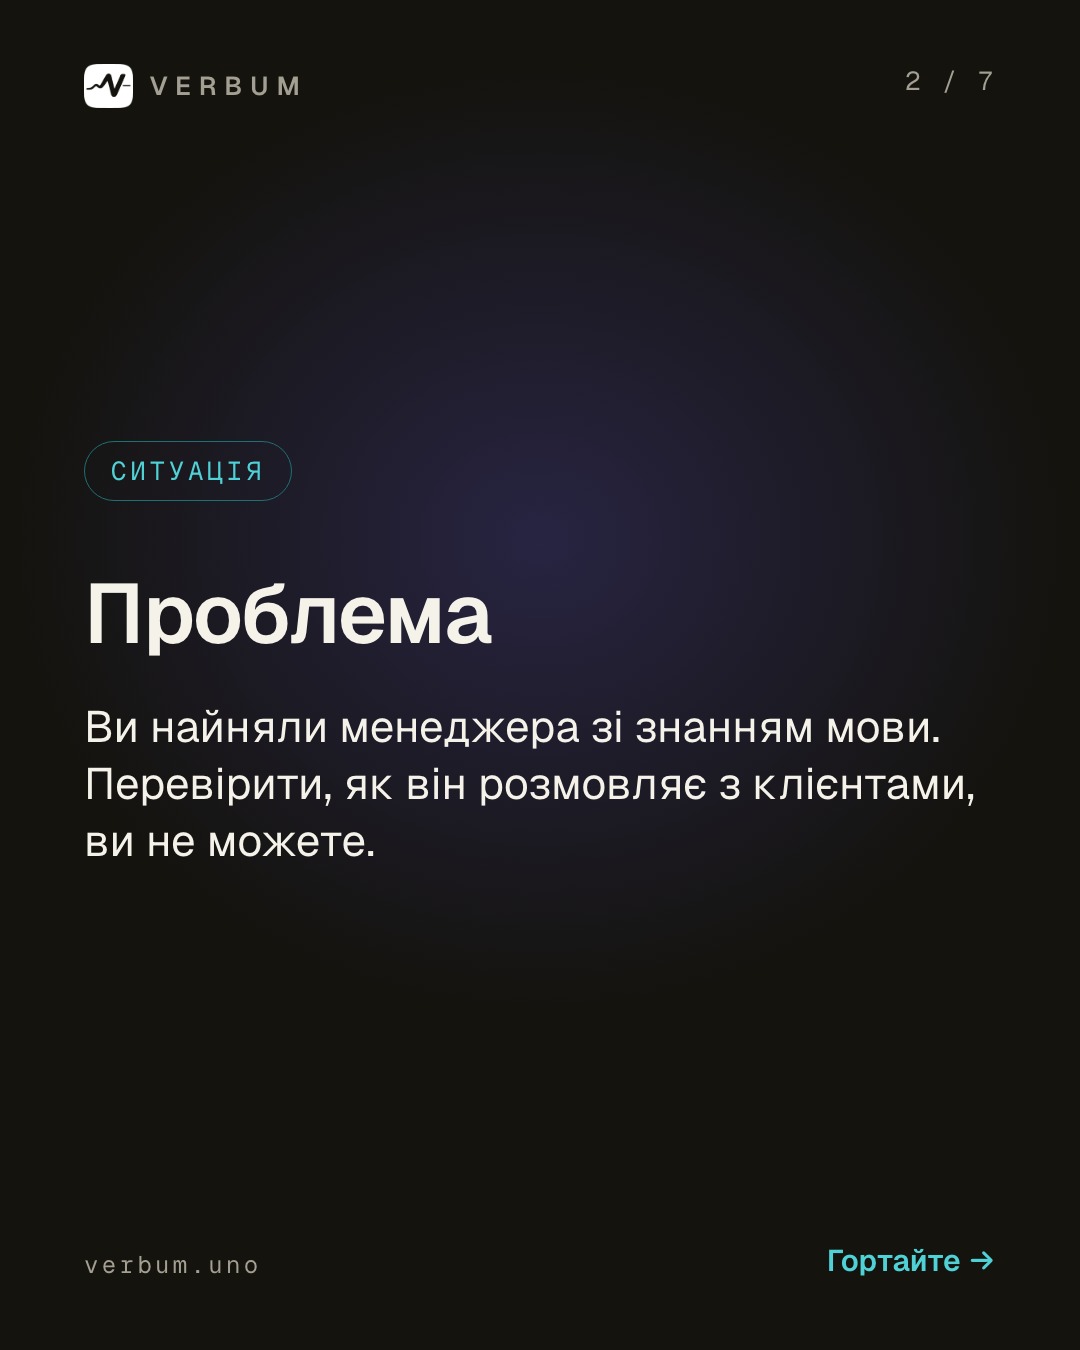 VERBUM
2 / 7
СИТУАЦІЯ
Проблема
Ви найняли менеджера зі знанням мови.
Перевірити, як він розмовляє з клієнтами,
ви не можете.
verbum.uno
Гортайте →